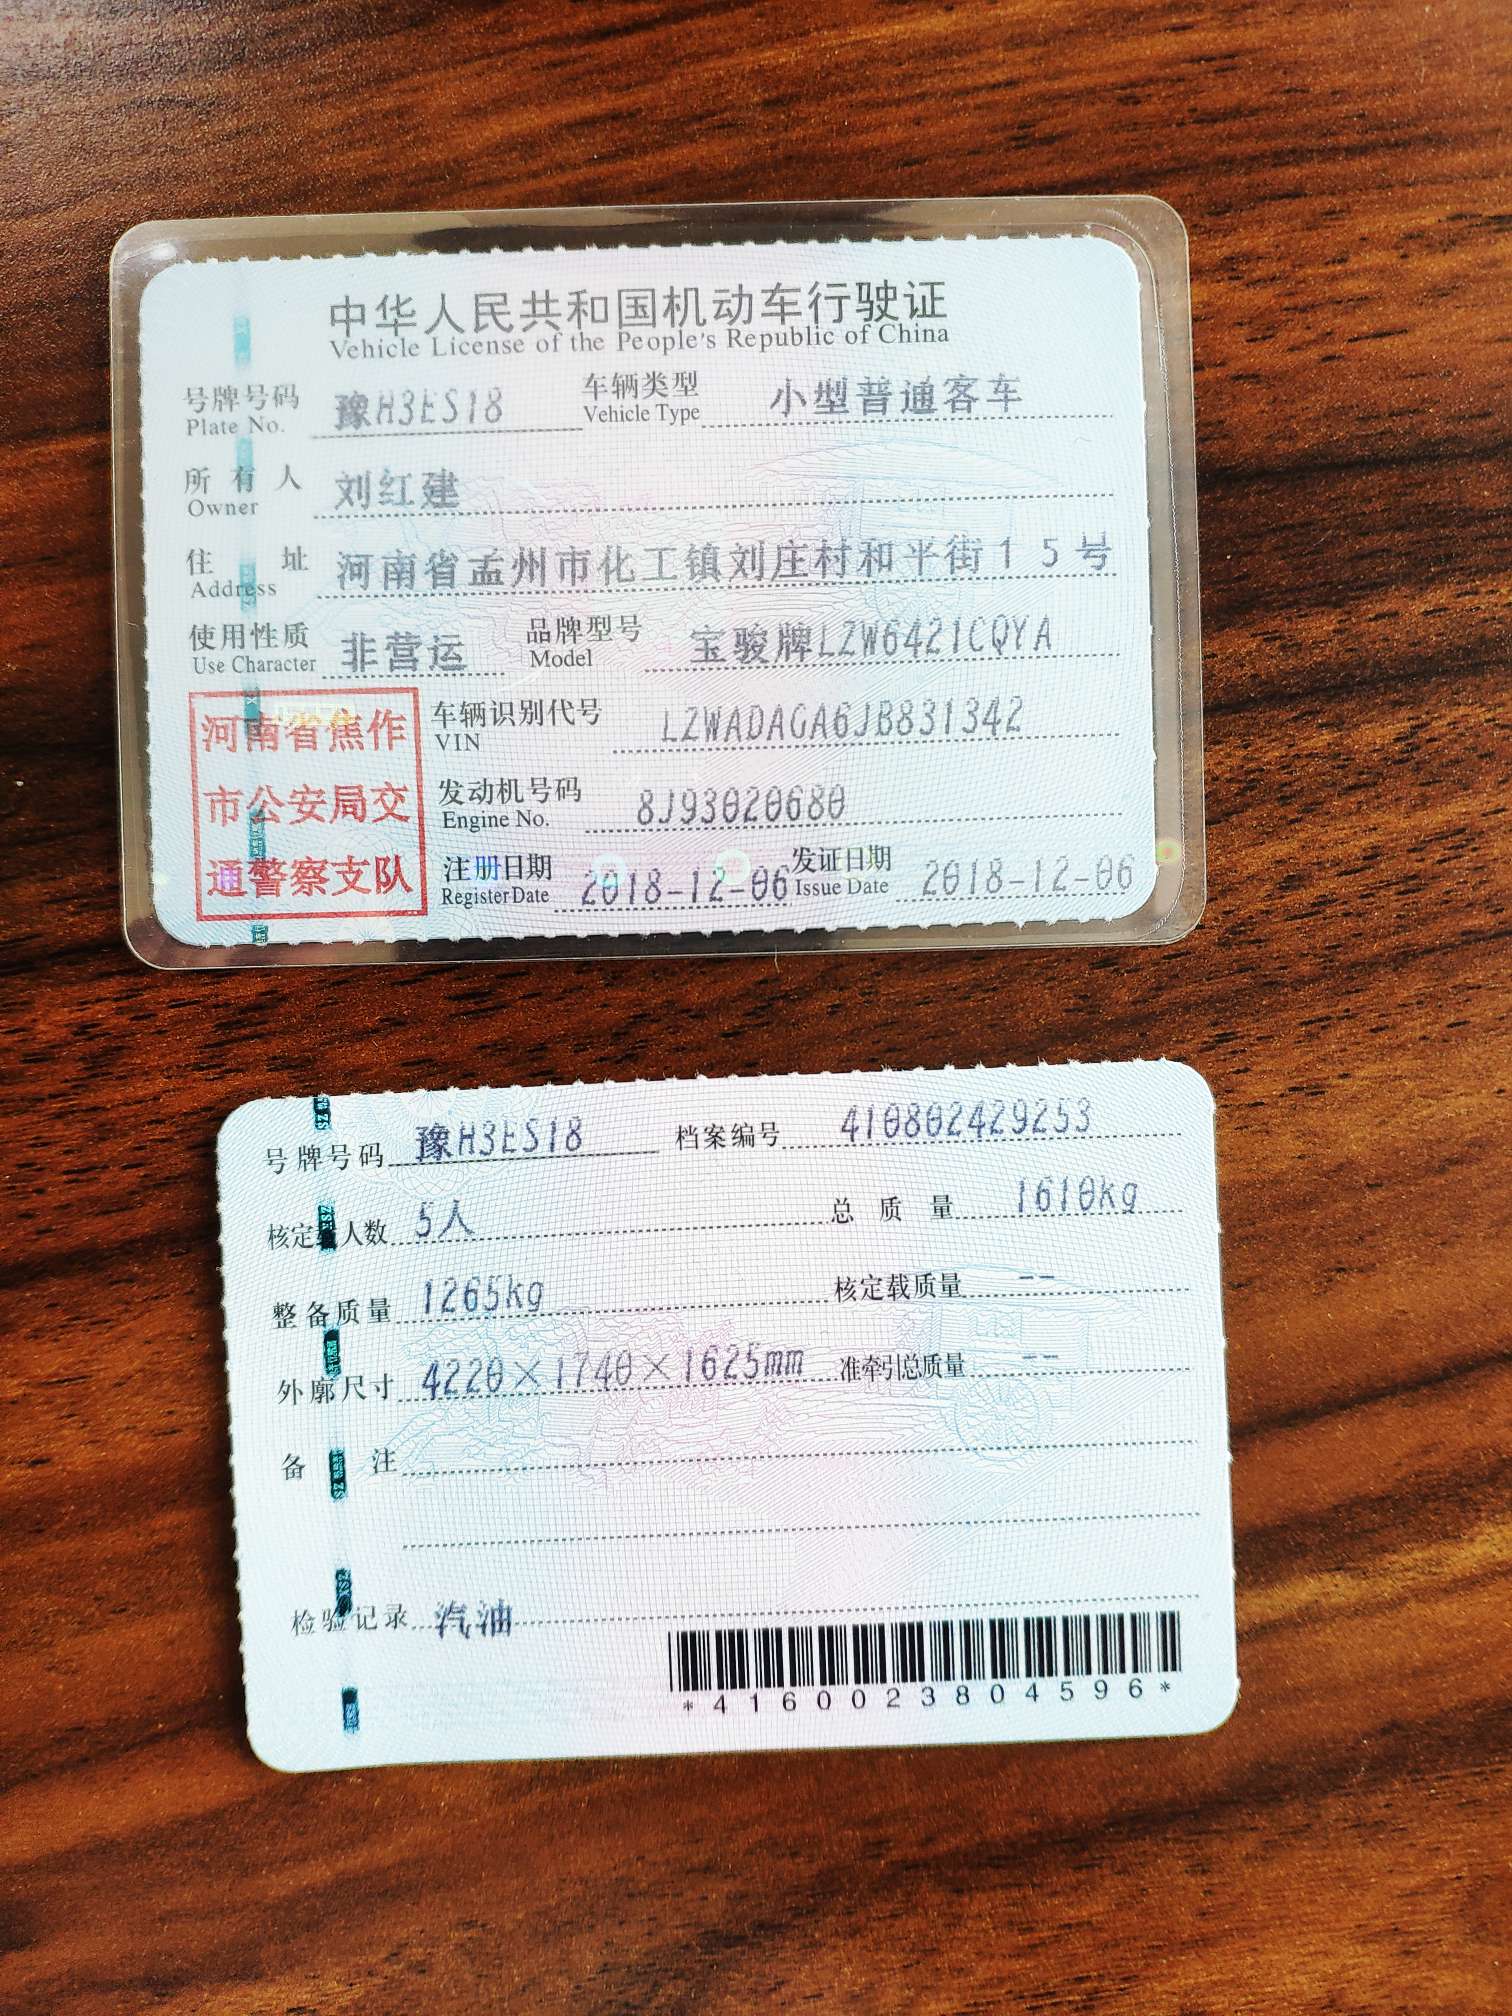 中华人民共和国机动车行驶证
Vehicle License of the People's Republic of China
号牌号码 豫H3ES18 车辆类型 小型普通客车
Plate No. Vehicle Type
所有人 刘红建
Owner
住址 河南省孟州市化工镇刘庄村和平街15号
Address
使用性质 非营运 品牌型号 宝骏牌LZW6421CQYA
Use Character Model
河南省焦作
市公安局交
通警察支队
车辆识别代号 LZWADAGA6JB831342
VIN
发动机号码 8J93020680
Engine No.
注册日期 2018-12-06 发证日期 2018-12-06
Register Date Issue Date
号牌号码 豫H3ES18 档案编号 410802429253
核定载人数 5人 总质量 1610kg
整备质量 1265kg 核定载质量 --
外廓尺寸 4220×1740×1625mm 准牵引总质量 --
备注
检验记录 汽油
*4160023804596*